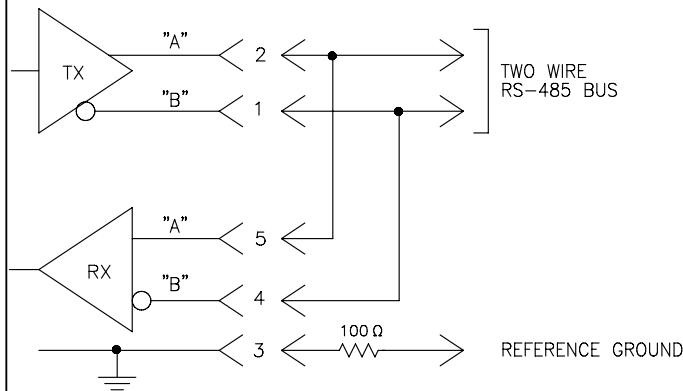 "A" 2
TX
"B" 1
TWO WIRE
RS-485 BUS
"A" 5
RX
"B" 4
100 Ω
3 REFERENCE GROUND